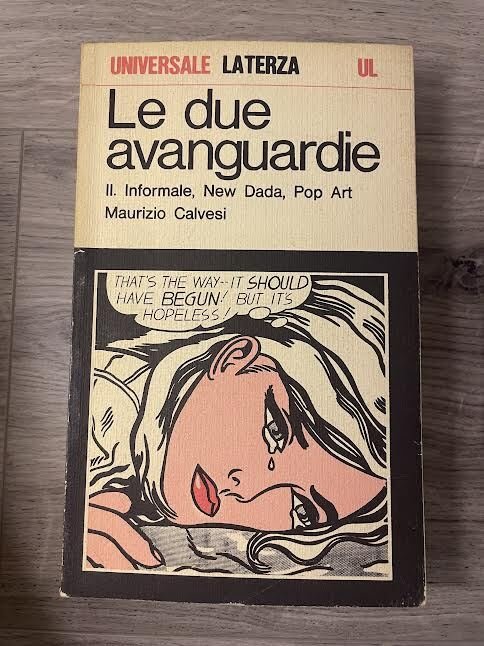 UNIVERSALE LATERZA UL
Le due
avanguardie
II. Informale, New Dada, Pop Art
Maurizio Calvesi
THAT'S THE WAY--IT SHOULD
HAVE BEGUN! BUT IT'S
HOPELESS!